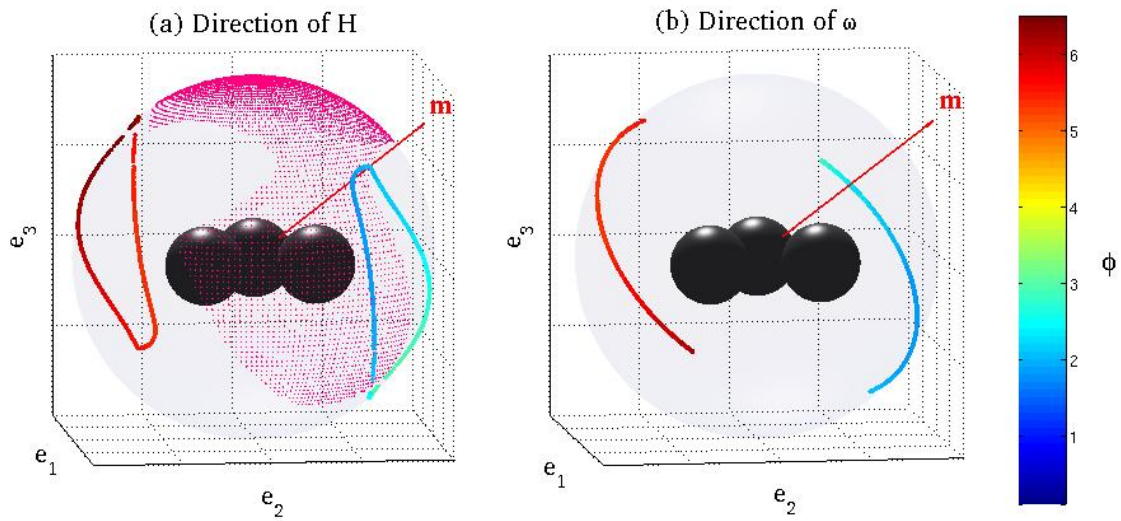 (a) Direction of H
(b) Direction of ω
m
m
e3
e3
e1
e2
e1
e2
6
5
4
3
2
1
ϕ